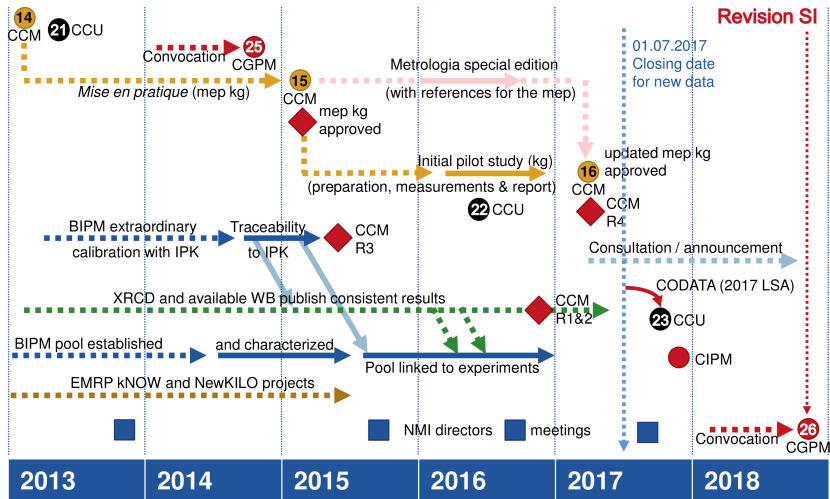 14
CCM
21 CCU
Revision SI
Convocation
25
CGPM
01.07.2017
Closing date
for new data
Mise en pratique (mep kg)
15
CCM
Metrologia special edition
(with references for the mep)
mep kg
approved
Initial pilot study (kg)
(preparation, measurements & report)
updated mep kg
approved
16
CCM
22 CCU
CCM
R4
BIPM extraordinary
calibration with IPK
Traceability
to IPK
CCM
R3
Consultation / announcement
XRCD and available WB publish consistent results
CCM
R1&2
CODATA (2017 LSA)
23 CCU
BIPM pool established
and characterized
Pool linked to experiments
CIPM
EMRP kNOW and NewKILO projects
NMI directors
meetings
Convocation
26
CGPM
2013
2014
2015
2016
2017
2018